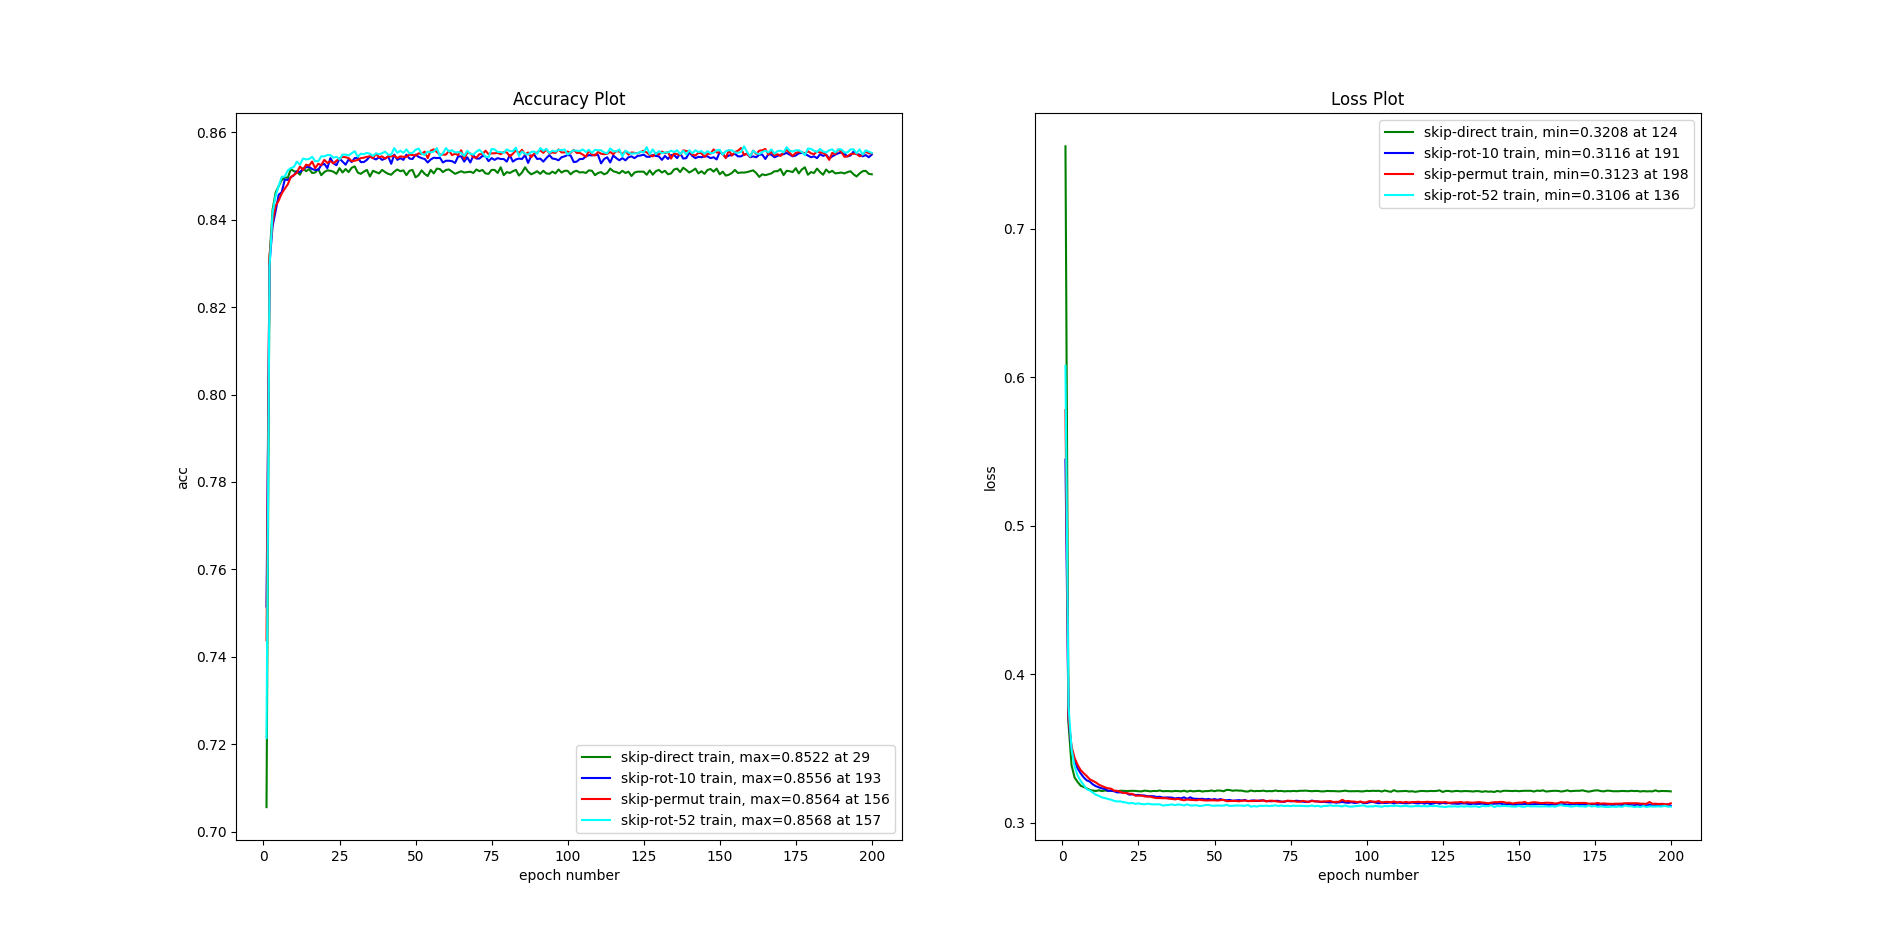 Accuracy Plot
acc
0.86
0.84
0.82
0.80
0.78
0.76
0.74
0.72
0.70
skip-direct train, max=0.8522 at 29
skip-rot-10 train, max=0.8556 at 193
skip-permut train, max=0.8564 at 156
skip-rot-52 train, max=0.8568 at 157
0 25 50 75 100 125 150 175 200
epoch number
Loss Plot
loss
skip-direct train, min=0.3208 at 124
skip-rot-10 train, min=0.3116 at 191
skip-permut train, min=0.3123 at 198
skip-rot-52 train, min=0.3106 at 136
0.7
0.6
0.5
0.4
0.3
0 25 50 75 100 125 150 175 200
epoch number